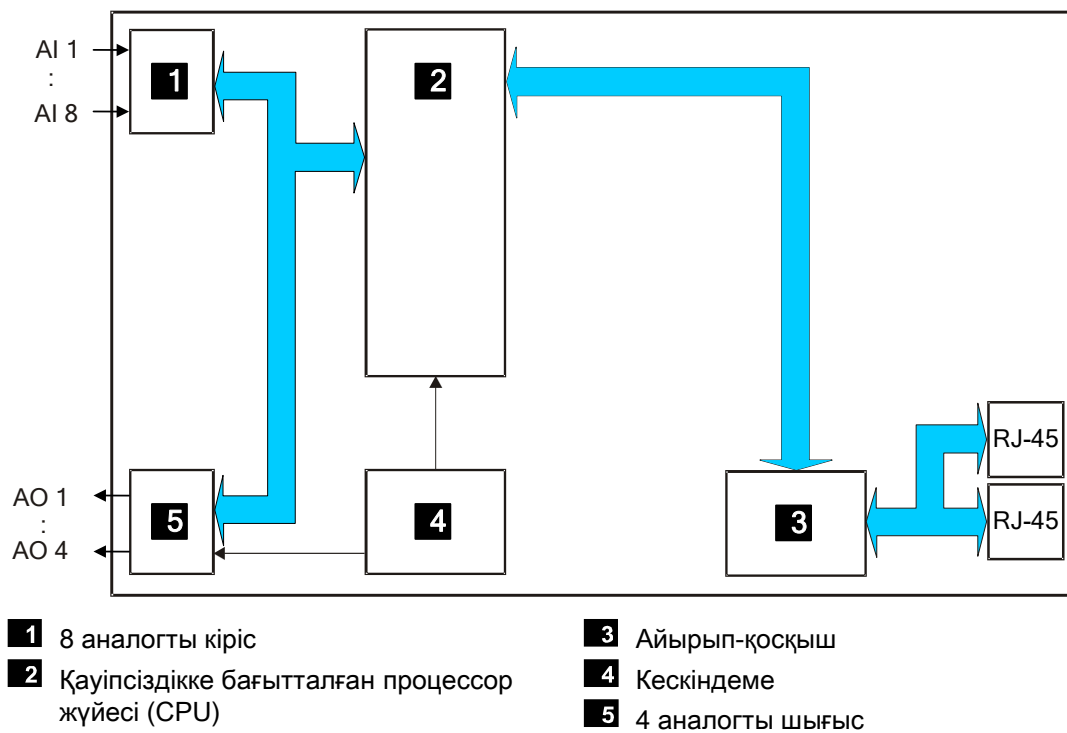 AI 1
:
AI 8
1
2
RJ-45
AO 1
:
AO 4
5
4
3
RJ-45
1 8 аналогты кіріс
2 Қауіпсіздікке бағытталған процессор
жүйесі (CPU)
3 Айырып-қосқыш
4 Кескіндеме
5 4 аналогты шығыс